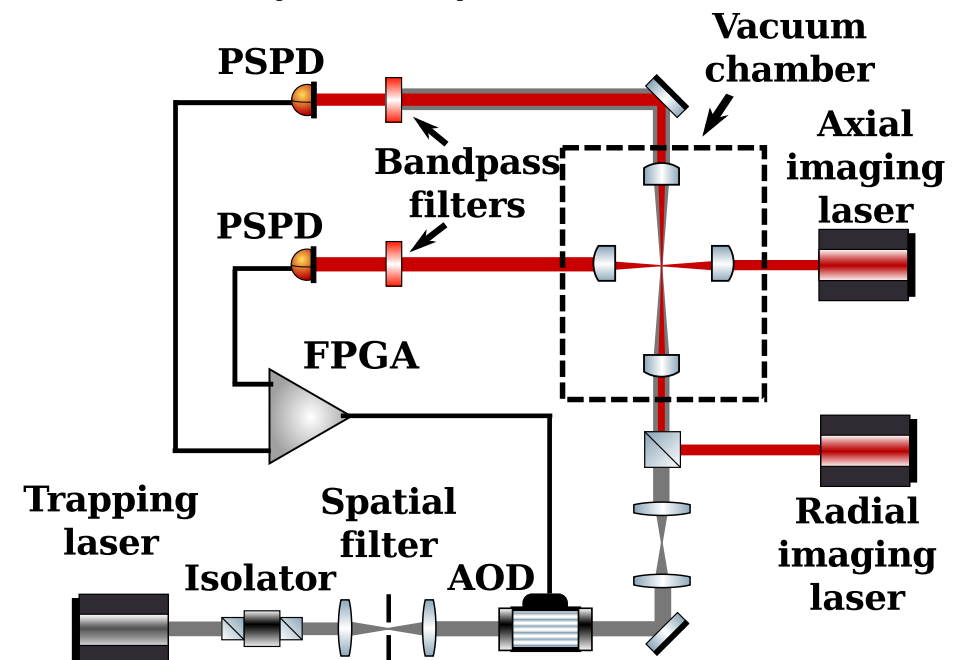 Vacuum
chamber
PSPD
Axial
imaging
laser
Bandpass
filters
PSPD
FPGA
Trapping
laser
Spatial
filter
Isolator
AOD
Radial
imaging
laser